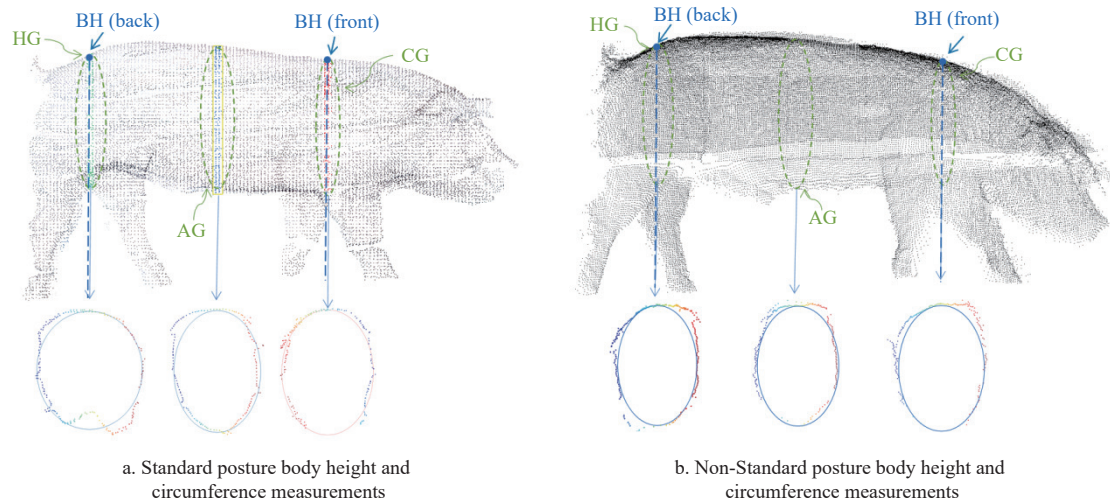 BH (back)
HG
BH (front)
CG
AG
a. Standard posture body height and
circumference measurements
BH (back)
HG
BH (front)
CG
AG
b. Non-Standard posture body height and
circumference measurements